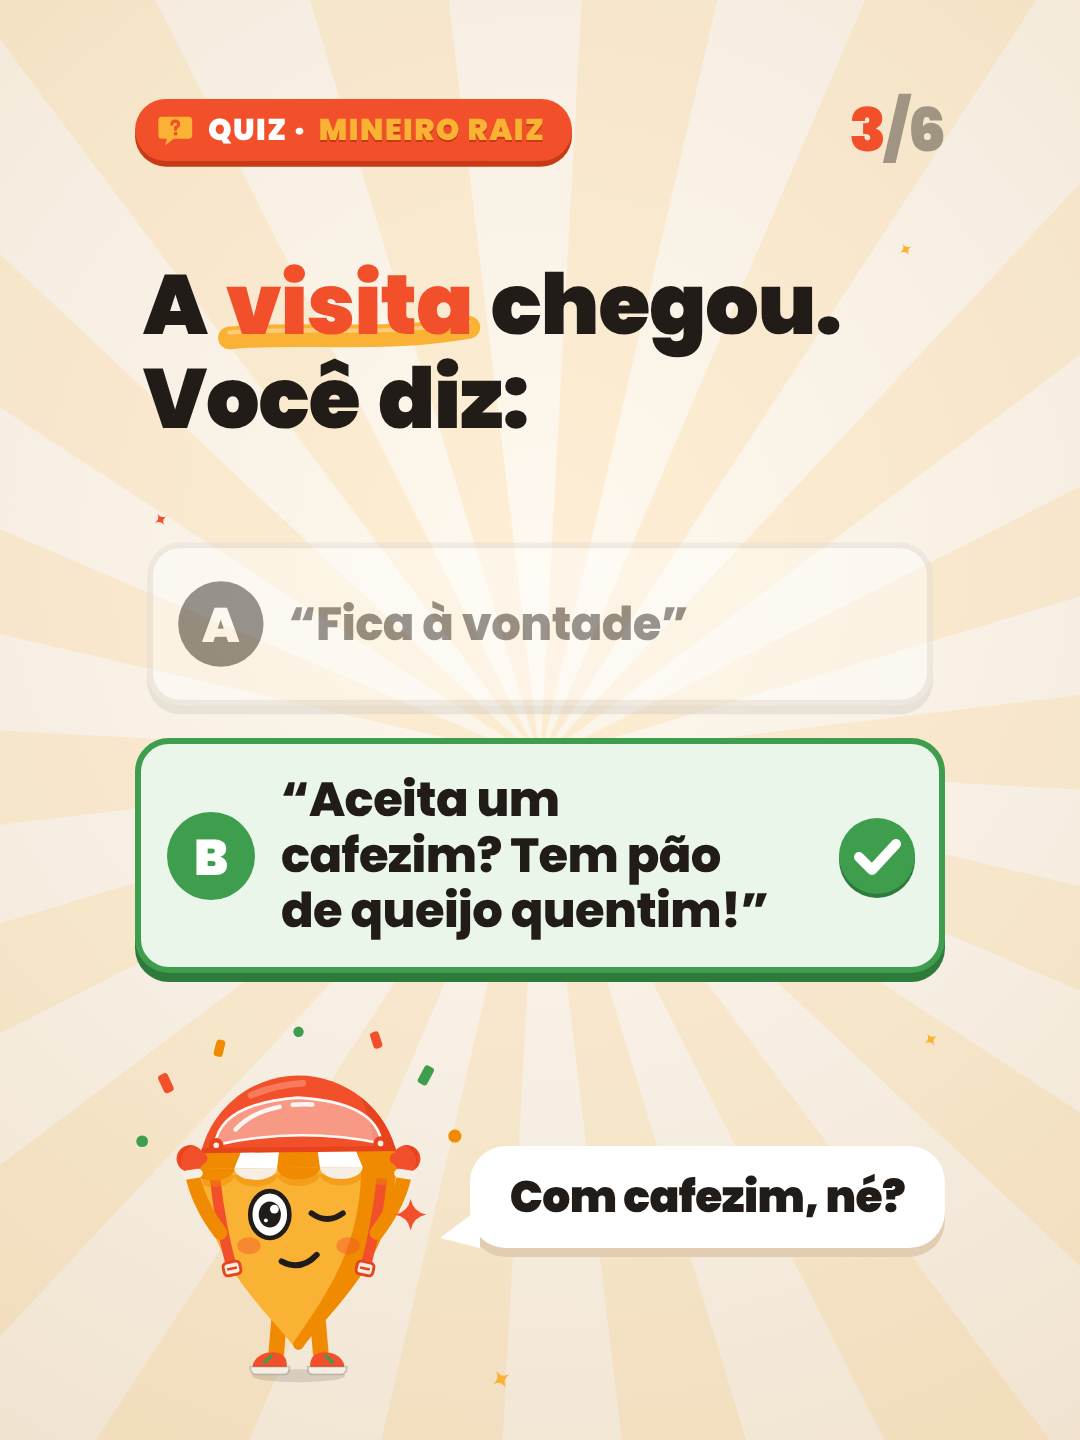 ? QUIZ · MINEIRO RAIZ
3/6
A visita chegou.
Você diz:
A “Fica à vontade”
“Aceita um
B cafezim? Tem pão
de queijo quentim!”
Com cafezim, né?